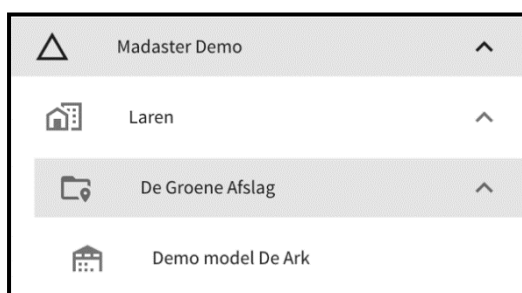 Madaster Demo
Laren
De Groene Afslag
Demo model De Ark